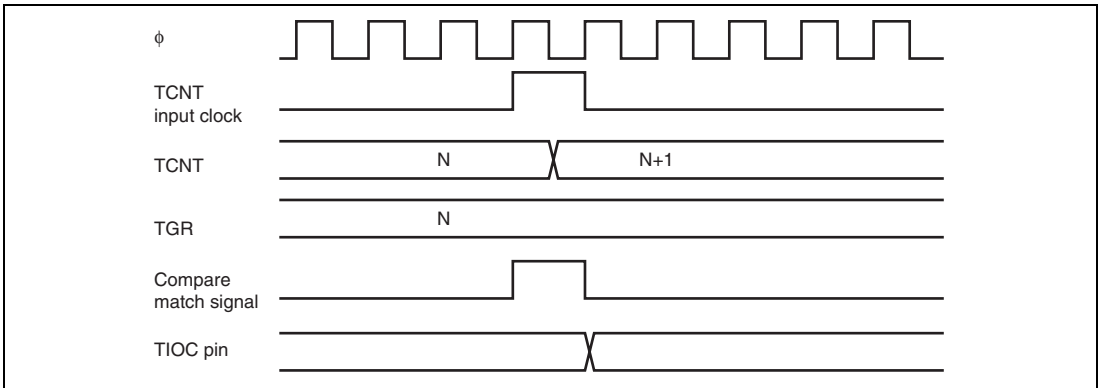 ϕ
TCNT
input clock
TCNT
N
N+1
TGR
N
Compare
match signal
TIOC pin